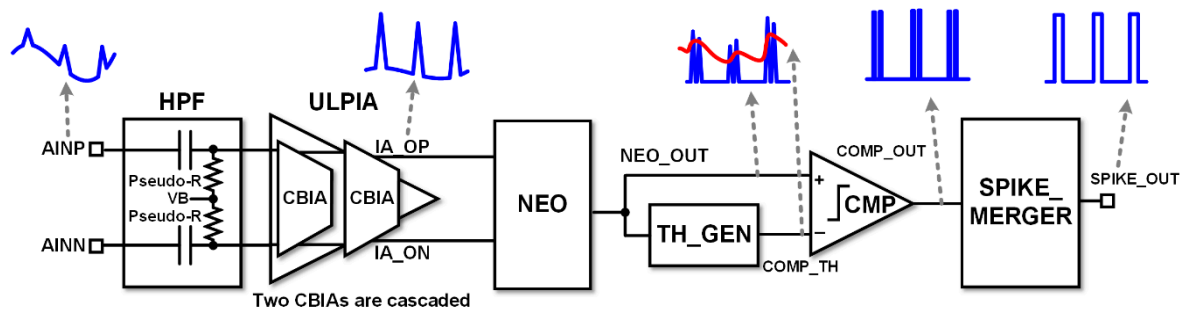 HPF
ULPIA
AINP
IA_OP
Pseudo-R
VB
Pseudo-R
CBIA
CBIA
AINN
IA_ON
Two CBIAs are cascaded
NEO
NEO_OUT
TH_GEN
COMP_TH
+
CMP
−
COMP_OUT
SPIKE_
MERGER
SPIKE_OUT